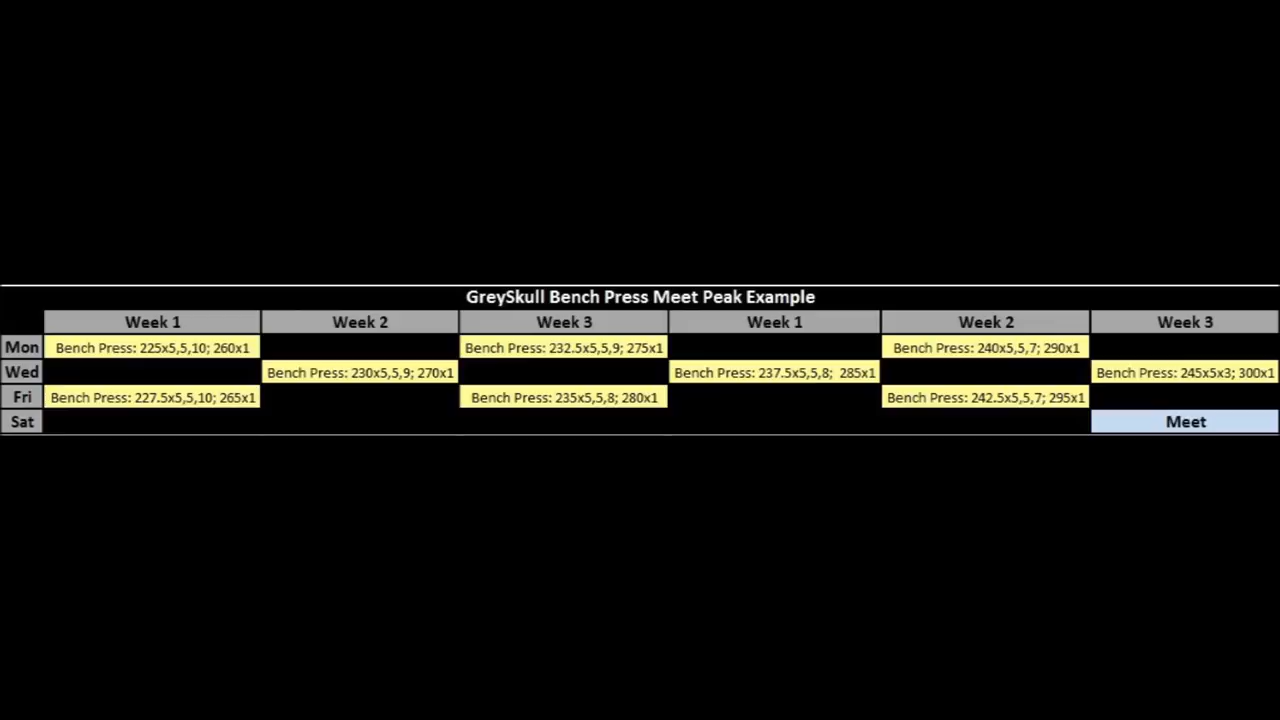 GreySkull Bench Press Meet Peak Example
Week 1 Week 2 Week 3 Week 1 Week 2 Week 3
Mon Bench Press: 225x5,5,10; 260x1 Bench Press: 232.5x5,5,9; 275x1 Bench Press: 240x5,5,7; 290x1
Wed Bench Press: 230x5,5,9; 270x1 Bench Press: 237.5x5,5,8; 285x1 Bench Press: 245x5x3; 300x1
Fri Bench Press: 227.5x5,5,10; 265x1 Bench Press: 235x5,5,8; 280x1 Bench Press: 242.5x5,5,7; 295x1
Sat Meet